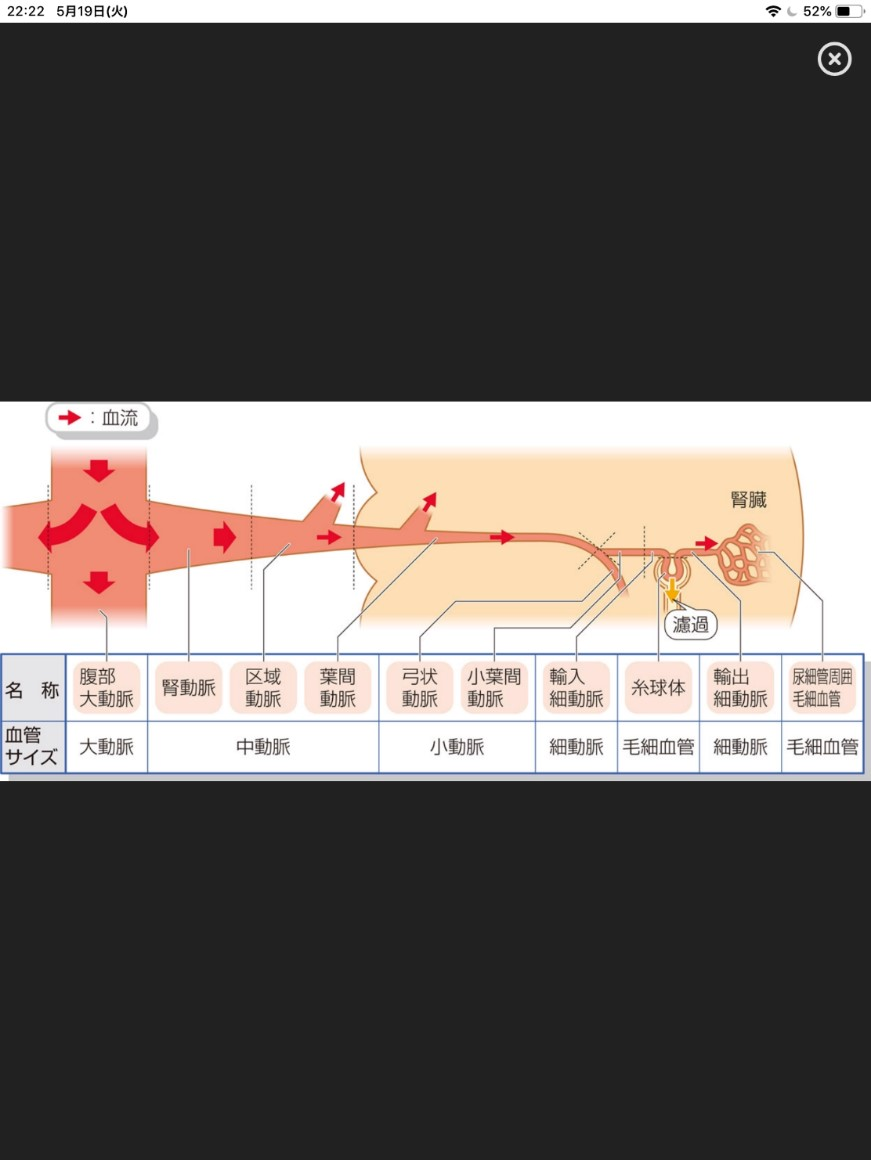 22:22 5月19日(火)
52%
：血流
腎臓
濾過
名 称
腹部
大動脈
腎動脈
区域
動脈
葉間
動脈
弓状
動脈
小葉間
動脈
輸入
細動脈
糸球体
輸出
細動脈
尿細管周囲
毛細血管
血管
サイズ
大動脈
中動脈
小動脈
細動脈
毛細血管
細動脈
毛細血管